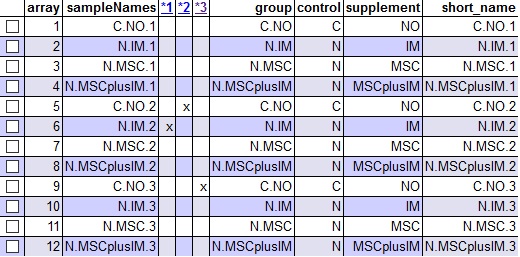 array sampleNames *1 *2 *3 group control supplement short_name
1 C.NO.1 C.NO C NO C.NO.1
2 N.IM.1 N.IM N IM N.IM.1
3 N.MSC.1 N.MSC N MSC N.MSC.1
4 N.MSCplusIM.1 N.MSCplusIM N MSCplusIM N.MSCplusIM.1
5 C.NO.2 x C.NO C NO C.NO.2
6 N.IM.2 x N.IM N IM N.IM.2
7 N.MSC.2 N.MSC N MSC N.MSC.2
8 N.MSCplusIM.2 N.MSCplusIM N MSCplusIM N.MSCplusIM.2
9 C.NO.3 x C.NO C NO C.NO.3
10 N.IM.3 N.IM N IM N.IM.3
11 N.MSC.3 N.MSC N MSC N.MSC.3
12 N.MSCplusIM.3 N.MSCplusIM N MSCplusIM N.MSCplusIM.3